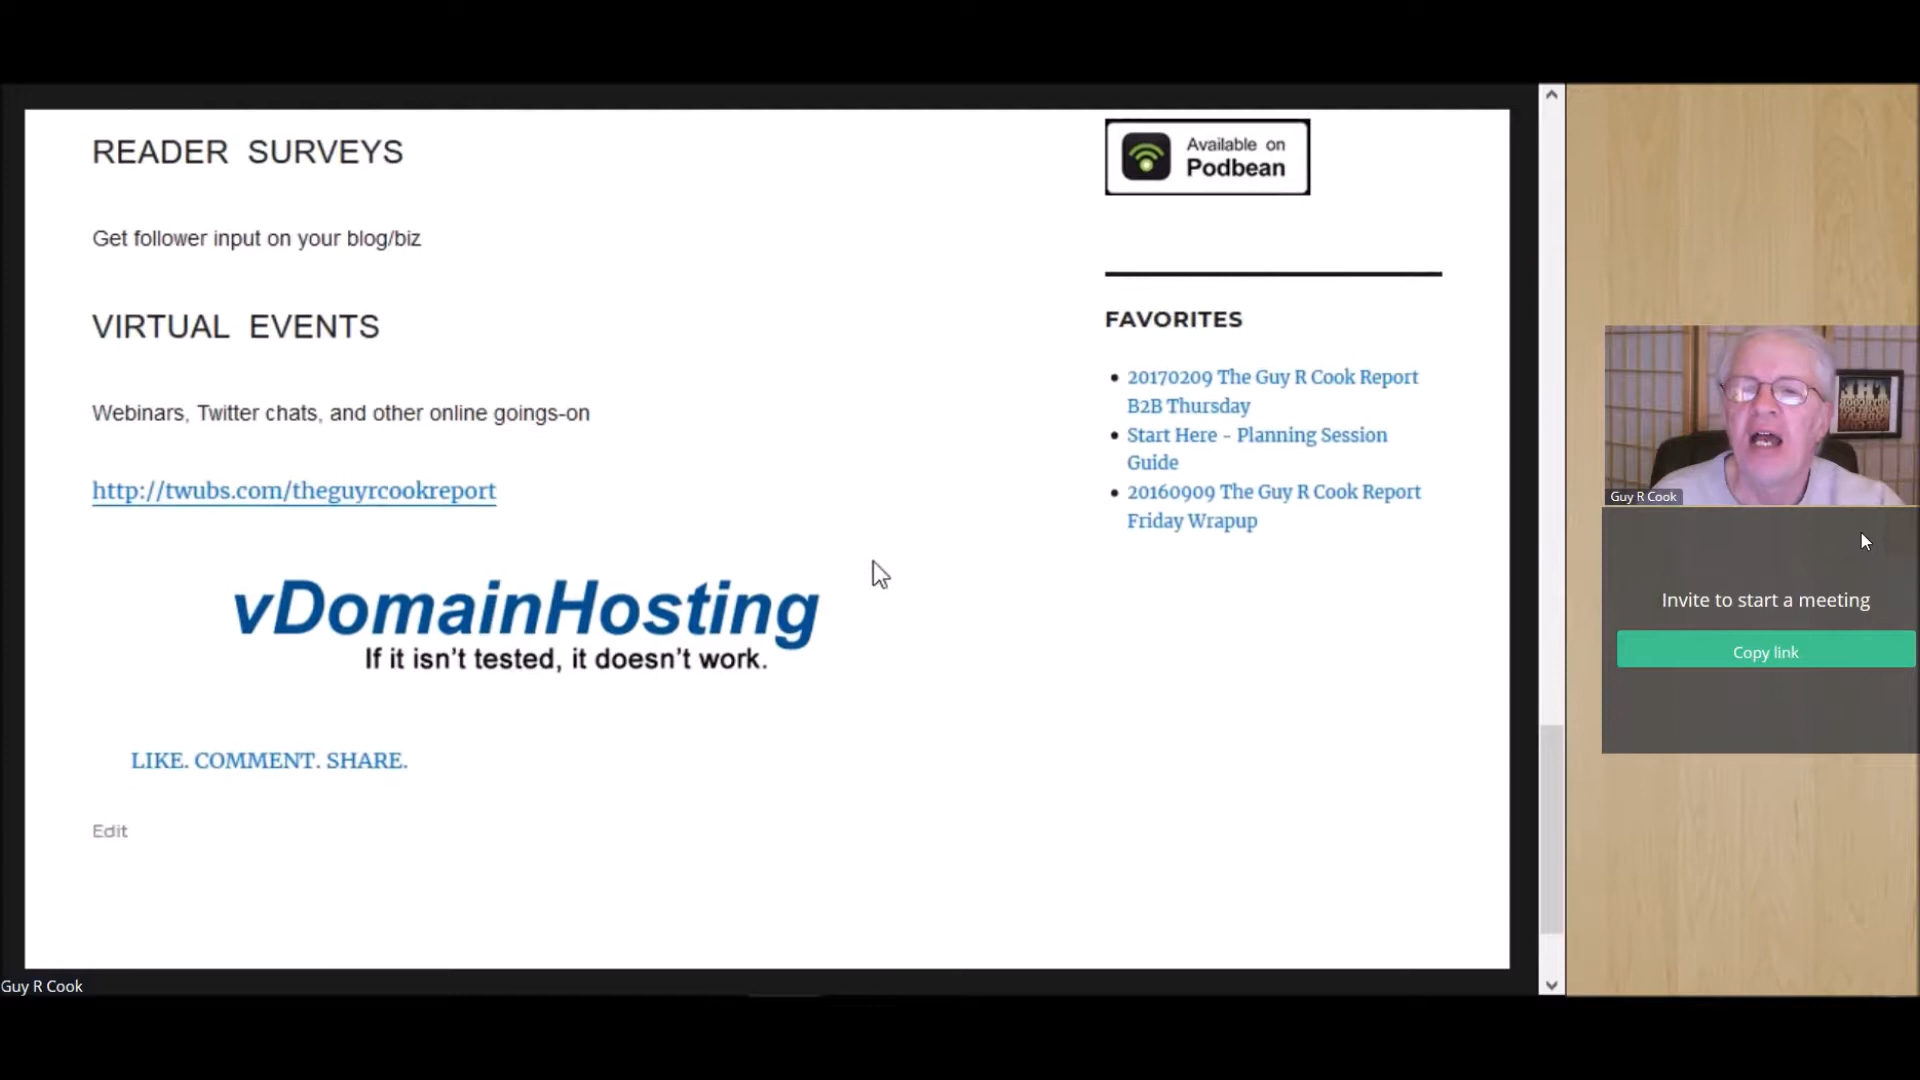 READER SURVEYS
Get follower input on your blog/biz
VIRTUAL EVENTS
Webinars, Twitter chats, and other online goings-on
http://twubs.com/theguyrcookreport
vDomainHosting
If it isn't tested, it doesn't work.
LIKE. COMMENT. SHARE.
Edit
Available on
Podbean
FAVORITES
20170209 The Guy R Cook Report
B2B Thursday
Start Here - Planning Session
Guide
20160909 The Guy R Cook Report
Friday Wrapup
Guy R Cook
Invite to start a meeting
Copy link
Guy R Cook